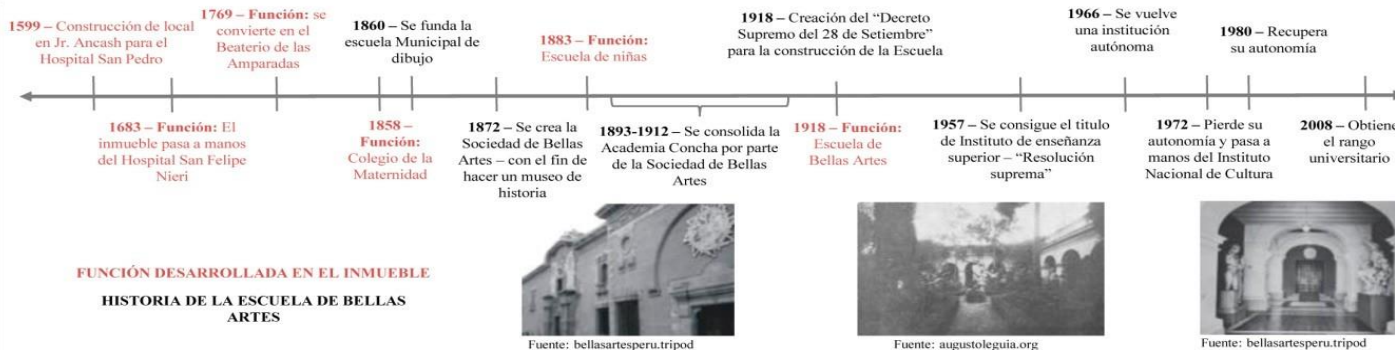 1599 – Construcción de local
en Jr. Ancash para el
Hospital San Pedro
1769 – Función: se
convierte en el
Beaterio de las
Amparadas
1860 – Se funda la
escuela Municipal de
dibujo
1883 – Función:
Escuela de niñas
1918 – Creación del “Decreto
Supremo del 28 de Setiembre”
para la construcción de la Escuela
1966 – Se vuelve
una institución
autónoma
1980 – Recupera
su autonomía
1683 – Función: El
inmueble pasa a manos
del Hospital San Felipe
Nieri
1858 –
Función:
Colegio de la
Maternidad
1872 – Se crea la
Sociedad de Bellas
Artes – con el fin de
hacer un museo de
historia
1893-1912 – Se consolida la
Academia Concha por parte
de la Sociedad de Bellas
Artes
1918 – Función:
Escuela de
Bellas Artes
1957 – Se consigue el titulo
de Instituto de enseñanza
superior – “Resolución
suprema”
1972 – Pierde su
autonomía y pasa a
manos del Instituto
Nacional de Cultura
2008 – Obtiene
el rango
universitario
FUNCIÓN DESARROLLADA EN EL INMUEBLE
HISTORIA DE LA ESCUELA DE BELLAS
ARTES
Fuente: bellasartesperu.tripod
Fuente: augustoleguia.org
Fuente: bellasartesperu.tripod